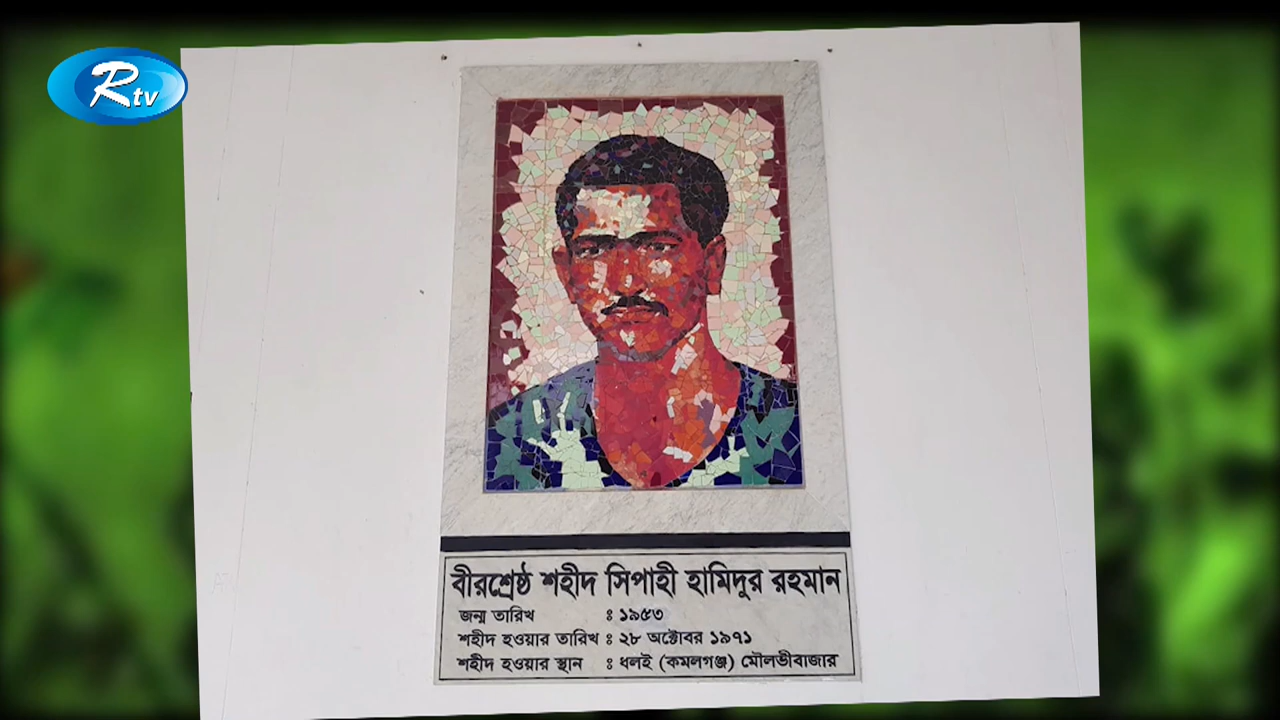 Rtv
বীরশ্রেষ্ঠ শহীদ সিপাহী হামিদুর রহমান
জন্ম তারিখ : ১৯৫৩
শহীদ হওয়ার তারিখ : ২৮ অক্টোবর ১৯৭১
শহীদ হওয়ার স্থান : ধলই (কমলগঞ্জ) মৌলভীবাজার